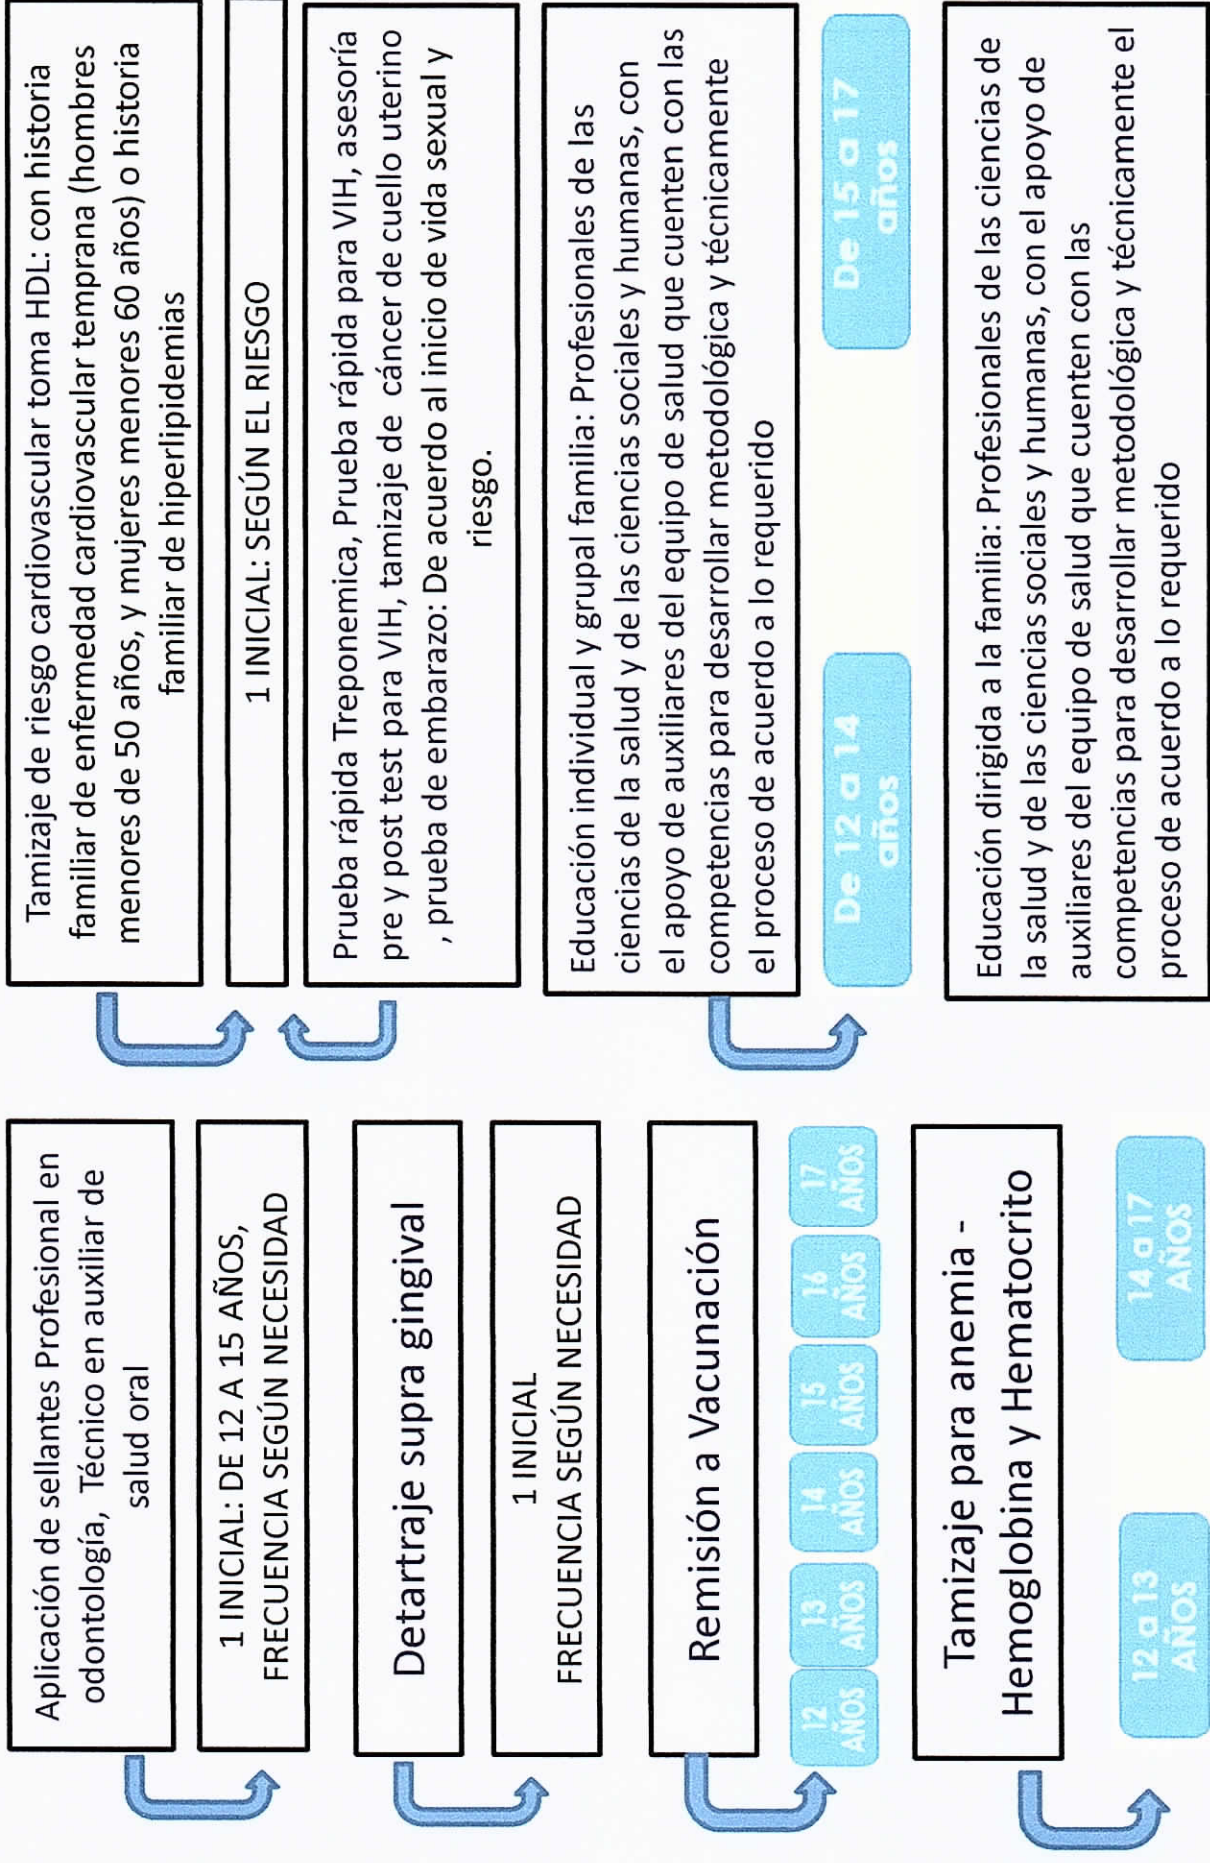 Aplicación de sellantes Profesional en
odontología, Técnico en auxiliar de
salud oral
1 INICIAL: DE 12 A 15 AÑOS,
FRECUENCIA SEGÚN NECESIDAD
Detartraje supra gingival
1 INICIAL
FRECUENCIA SEGÚN NECESIDAD
Remisión a Vacunación
12
AÑOS
13
AÑOS
14
AÑOS
15
AÑOS
16
AÑOS
17
AÑOS
Tamizaje para anemia -
Hemoglobina y Hematocrito
12 a 13
AÑOS
14 a 17
AÑOS
Tamizaje de riesgo cardiovascular toma HDL: con historia
familiar de enfermedad cardiovascular temprana (hombres
menores de 50 años, y mujeres menores 60 años) o historia
familiar de hiperlipidemias
1 INICIAL: SEGÚN EL RIESGO
Prueba rápida Treponemica, Prueba rápida para VIH, asesoría
pre y post test para VIH, tamizaje de cáncer de cuello uterino
, prueba de embarazo: De acuerdo al inicio de vida sexual y
riesgo.
Educación individual y grupal familia: Profesionales de las
ciencias de la salud y de las ciencias sociales y humanas, con
el apoyo de auxiliares del equipo de salud que cuenten con las
competencias para desarrollar metodológica y técnicamente
el proceso de acuerdo a lo requerido
De 12 a 14
años
De 15 a 17
años
Educación dirigida a la familia: Profesionales de las ciencias de
la salud y de las ciencias sociales y humanas, con el apoyo de
auxiliares del equipo de salud que cuenten con las
competencias para desarrollar metodológica y técnicamente el
proceso de acuerdo a lo requerido